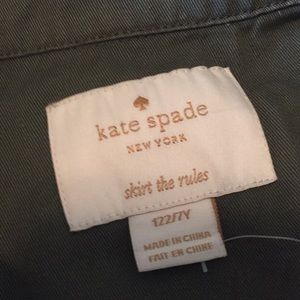 kate spade
NEW YORK
skirt the rules
122/7Y
MADE IN CHINA
FAIT EN CHINE